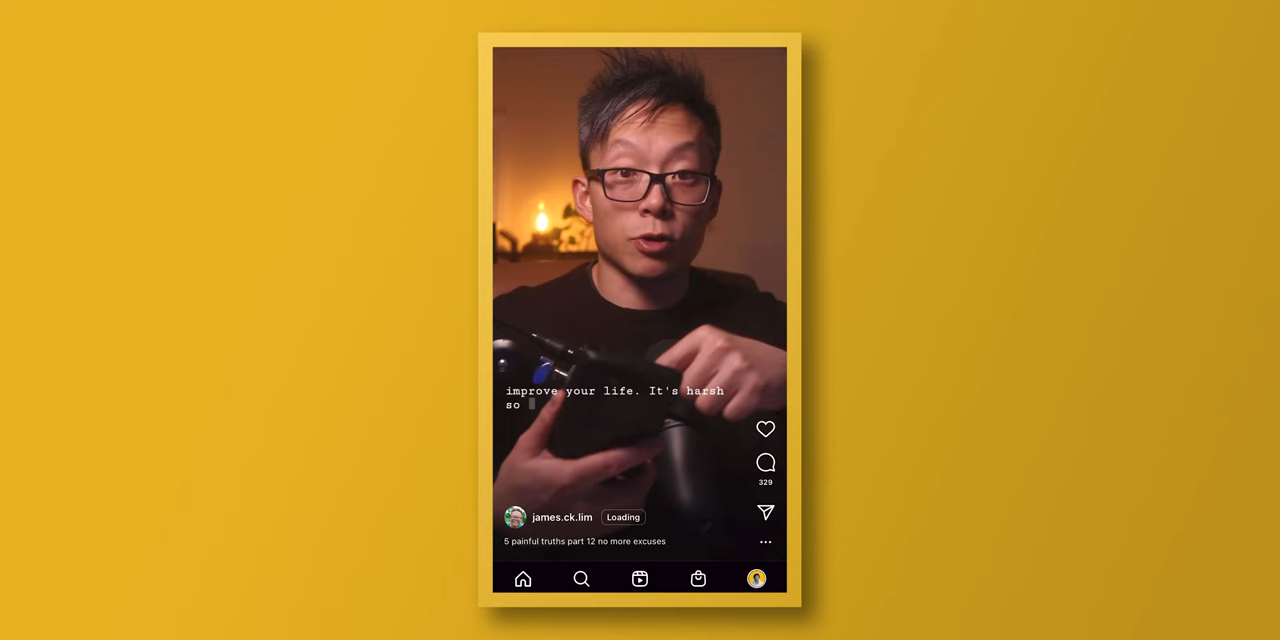 improve your life. It's harsh
so
329
james.ck.lim Loading
5 painful truths part 12 no more excuses